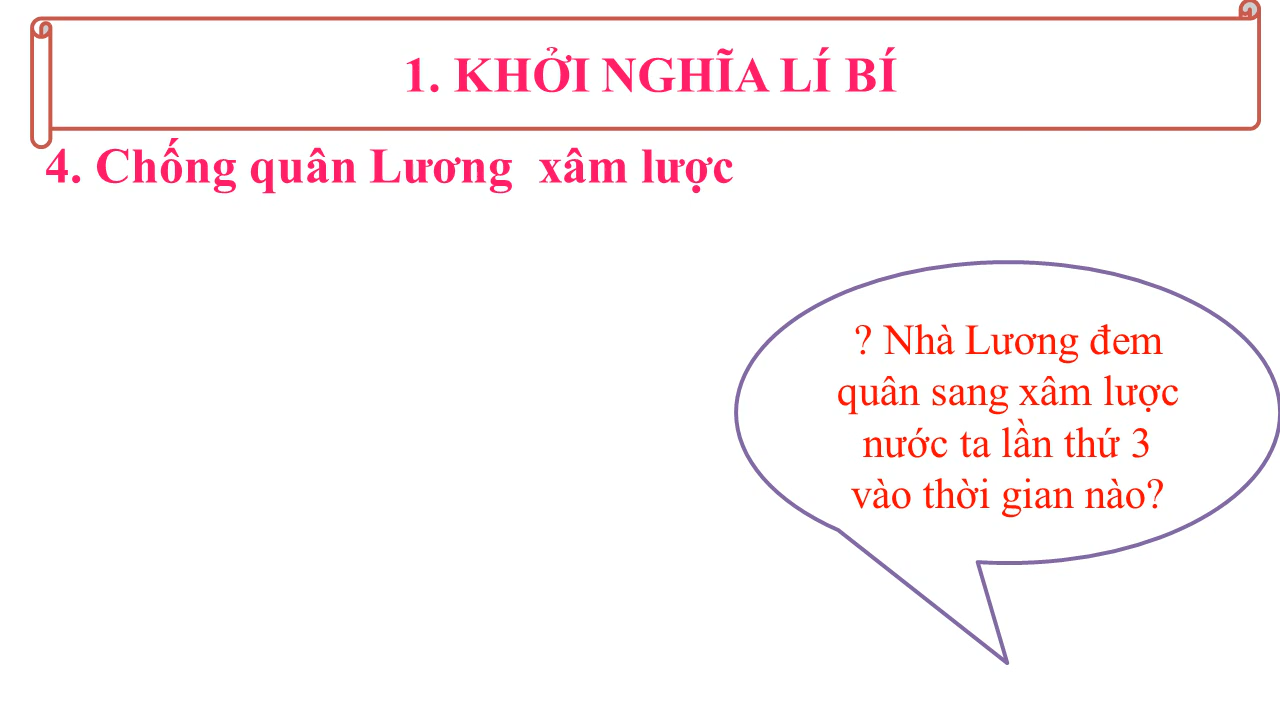 1. KHỞI NGHĨA LÍ BÍ
4. Chống quân Lương xâm lược
? Nhà Lương đem
quân sang xâm lược
nước ta lần thứ 3
vào thời gian nào?